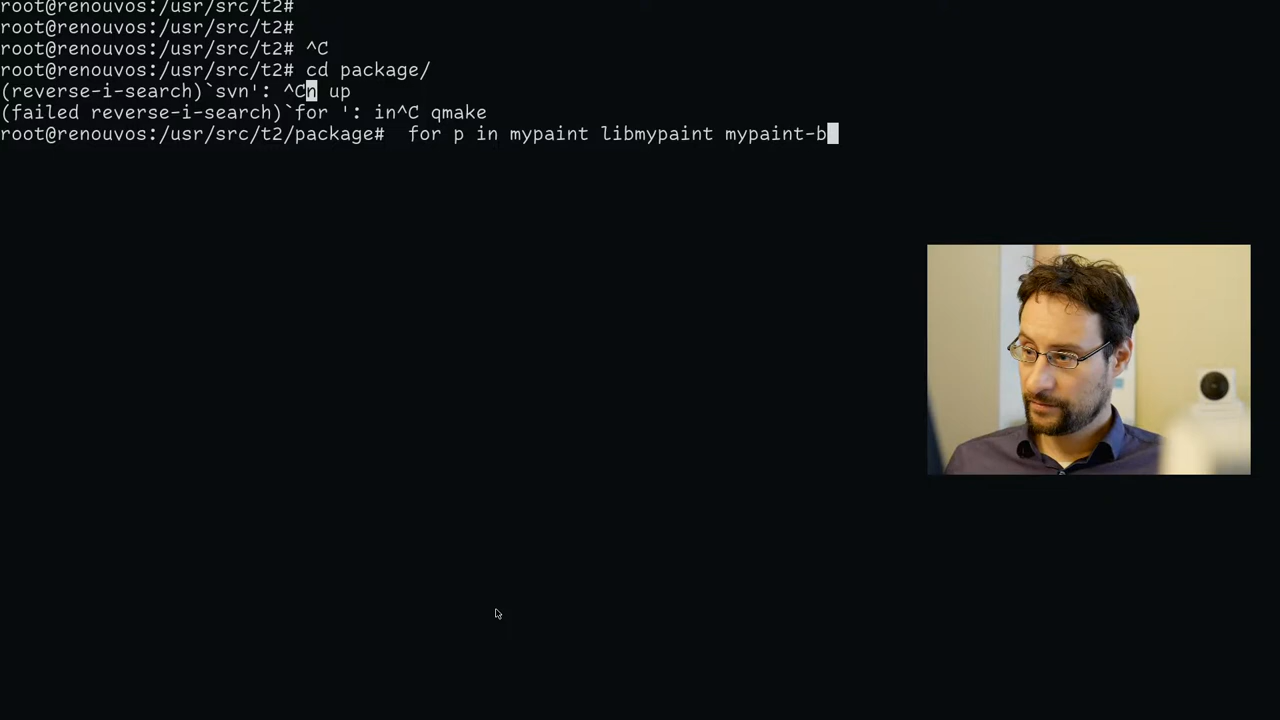 root@renouvos:/usr/src/t2#
root@renouvos:/usr/src/t2#
root@renouvos:/usr/src/t2# ^C
root@renouvos:/usr/src/t2# cd package/
(reverse-i-search)`svn': ^Cn up
(failed reverse-i-search)`for ': in^C qmake
root@renouvos:/usr/src/t2/package#  for p in mypaint libmypaint mypaint-b